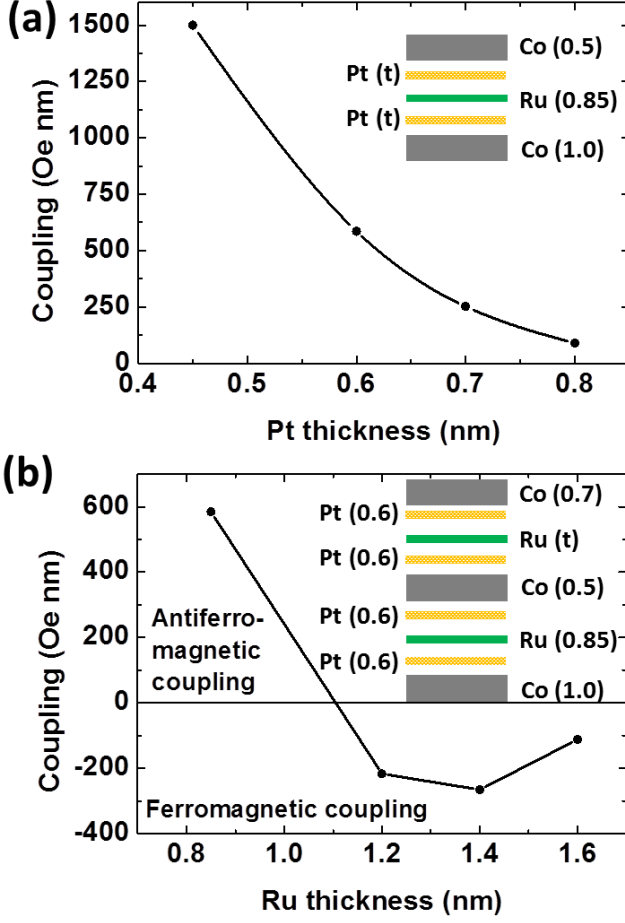 (a)
1500
1250
1000
750
500
250
0
Coupling (Oe nm)
0.4 0.5 0.6 0.7 0.8
Pt thickness (nm)
Co (0.5)
Pt (t)
Ru (0.85)
Pt (t)
Co (1.0)
(b)
600
400
200
0
-200
-400
Coupling (Oe nm)
0.8 1.0 1.2 1.4 1.6
Ru thickness (nm)
Co (0.7)
Pt (0.6)
Ru (t)
Pt (0.6)
Co (0.5)
Pt (0.6)
Ru (0.85)
Pt (0.6)
Co (1.0)
Antiferro-
magnetic
coupling
Ferromagnetic coupling